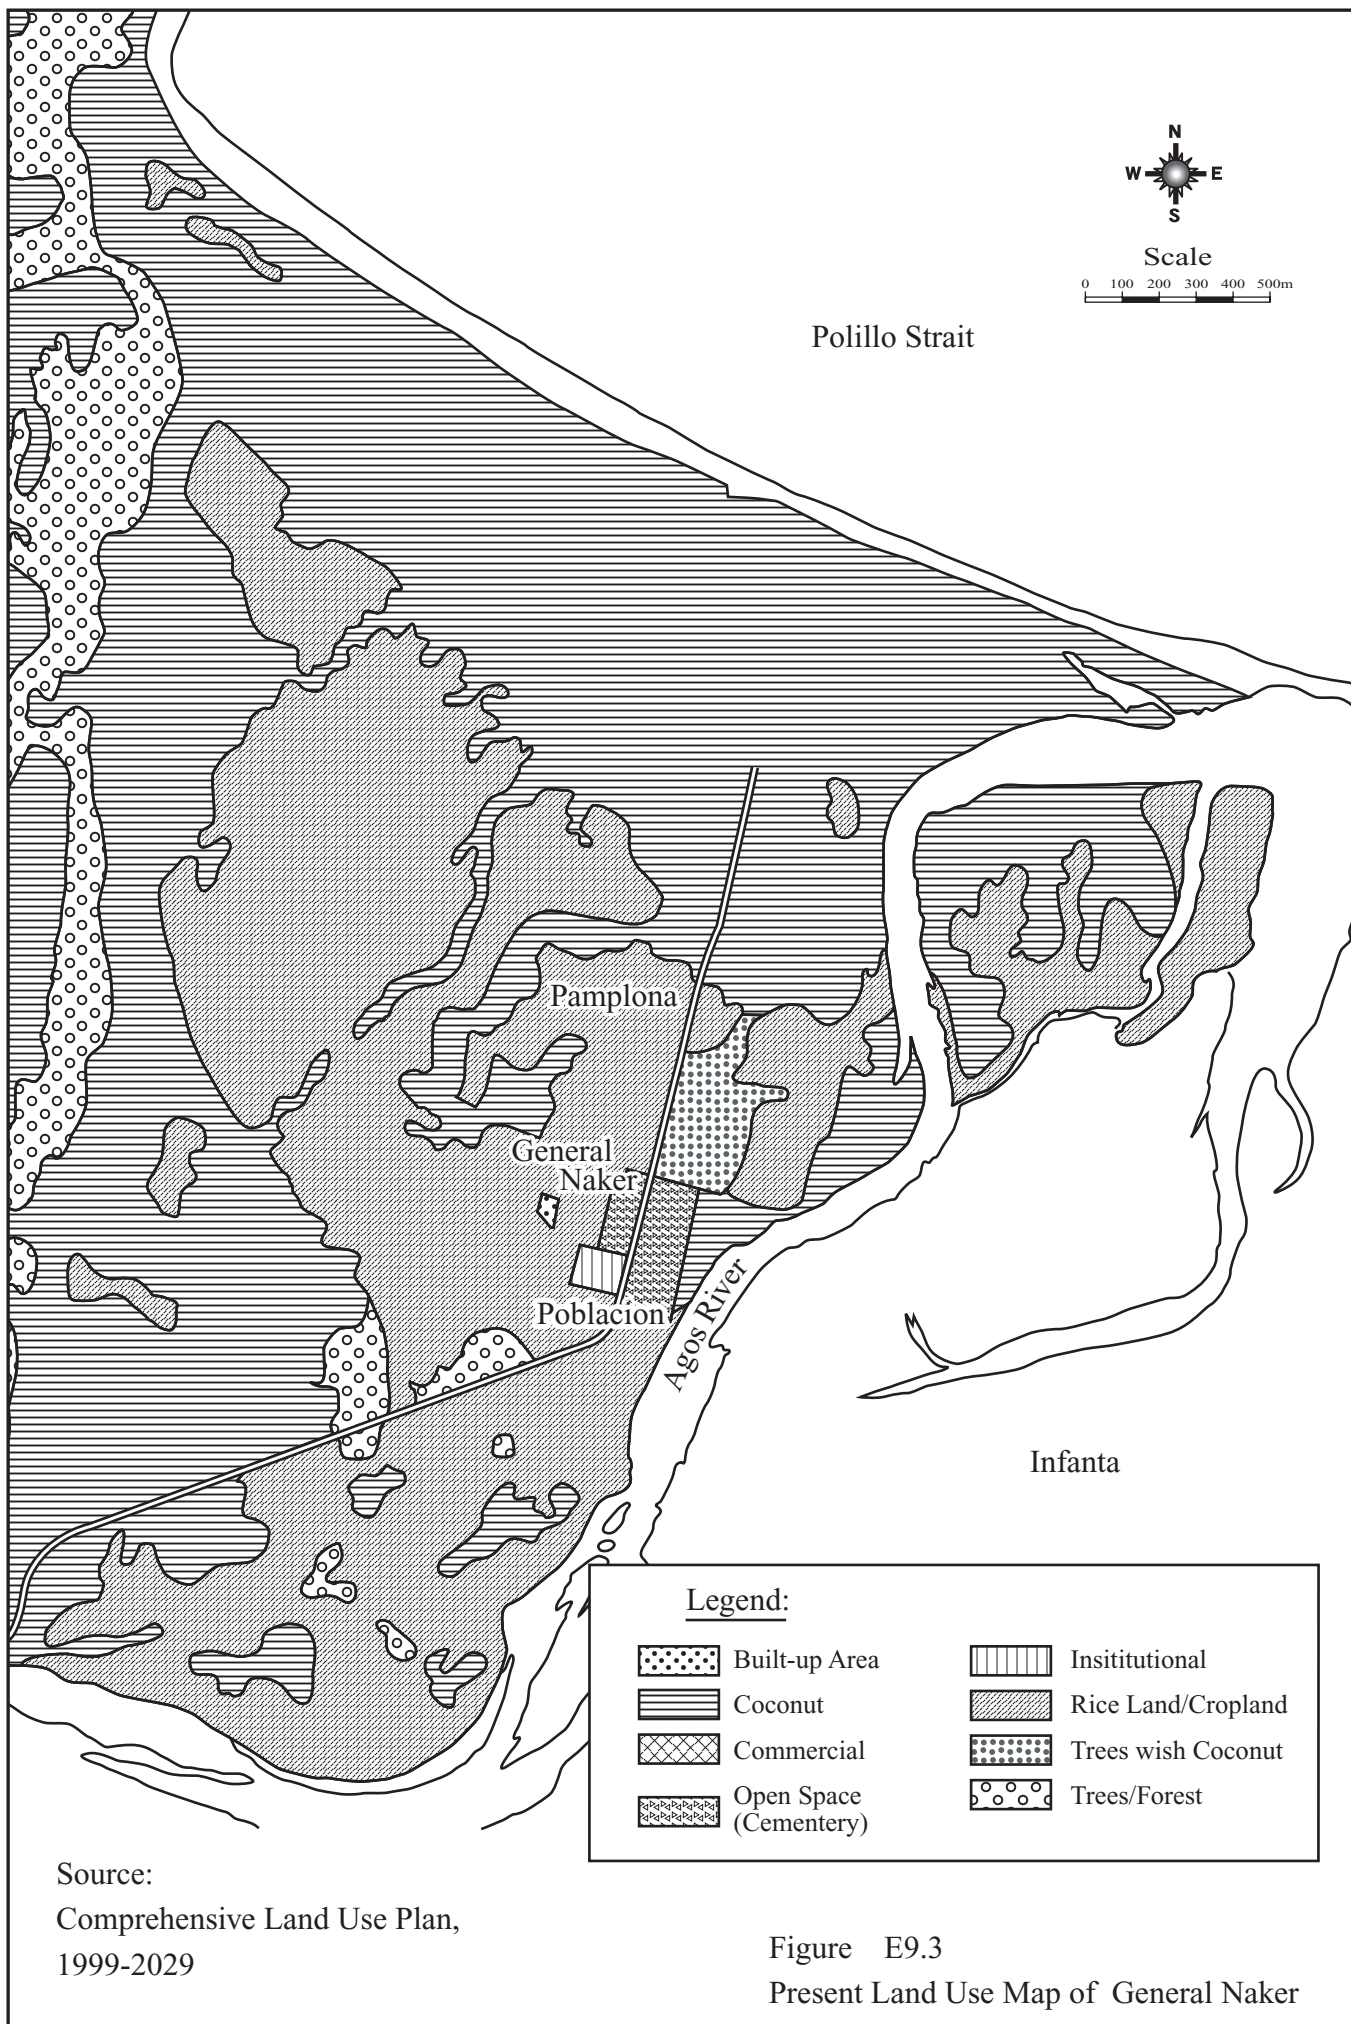 N
W E
S
Scale
0 100 200 300 400 500m
Polillo Strait
Pamplona
General
Naker
Poblacion
Agos River
Infanta
Legend:
Built-up Area
Coconut
Commercial
Open Space
(Cementery)
Insititutional
Rice Land/Cropland
Trees wish Coconut
Trees/Forest
Source:
Comprehensive Land Use Plan,
1999-2029
Figure E9.3
Present Land Use Map of General Naker